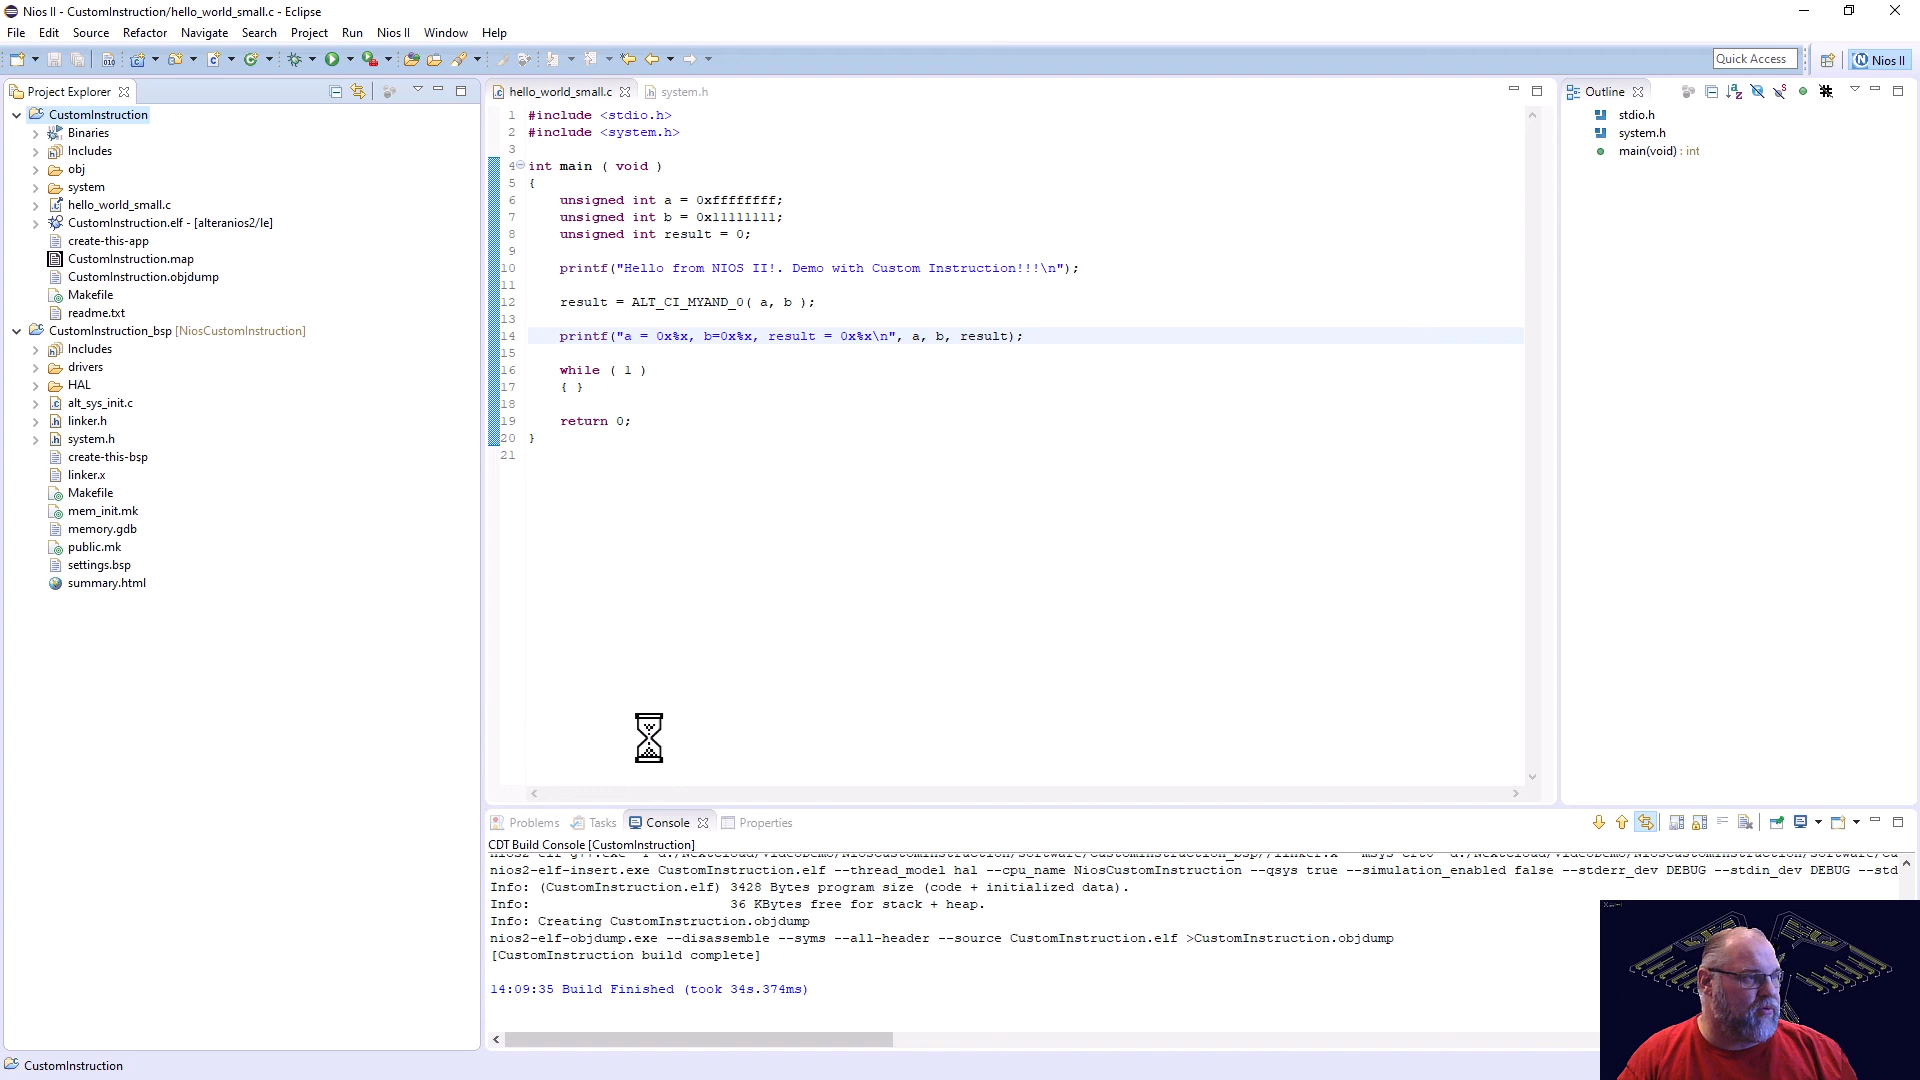 Nios II - CustomInstruction/hello_world_small.c - Eclipse
File Edit Source Refactor Navigate Search Project Run Nios II Window Help
Quick Access
Nios II
Project Explorer
CustomInstruction
Binaries
Includes
obj
system
hello_world_small.c
CustomInstruction.elf - [alteranios2/le]
create-this-app
CustomInstruction.map
CustomInstruction.objdump
Makefile
readme.txt
CustomInstruction_bsp [NiosCustomInstruction]
Includes
drivers
HAL
alt_sys_init.c
linker.h
system.h
create-this-bsp
linker.x
Makefile
mem_init.mk
memory.gdb
public.mk
settings.bsp
summary.html
hello_world_small.c system.h
1 #include <stdio.h>
2 #include <system.h>
3
4 int main ( void )
5 {
6 unsigned int a = 0xffffffff;
7 unsigned int b = 0x11111111;
8 unsigned int result = 0;
9
10 printf("Hello from NIOS II!. Demo with Custom Instruction!!!\n");
11
12 result = ALT_CI_MYAND_0( a, b );
13
14 printf("a = 0x%x, b=0x%x, result = 0x%x\n", a, b, result);
15
16 while ( 1 )
17 { }
18
19 return 0;
20 }
21
Outline
stdio.h
system.h
main(void) : int
Problems Tasks Console Properties
CDT Build Console [CustomInstruction]
nios2-elf-insert.exe CustomInstruction.elf --thread_model hal --cpu_name NiosCustomInstruction --qsys true --simulation_enabled false --stderr_dev DEBUG --stdin_dev DEBUG --std
Info: (CustomInstruction.elf) 3428 Bytes program size (code + initialized data).
Info: 36 KBytes free for stack + heap.
Info: Creating CustomInstruction.objdump
nios2-elf-objdump.exe --disassemble --syms --all-header --source CustomInstruction.elf >CustomInstruction.objdump
[CustomInstruction build complete]
14:09:35 Build Finished (took 34s.374ms)
CustomInstruction